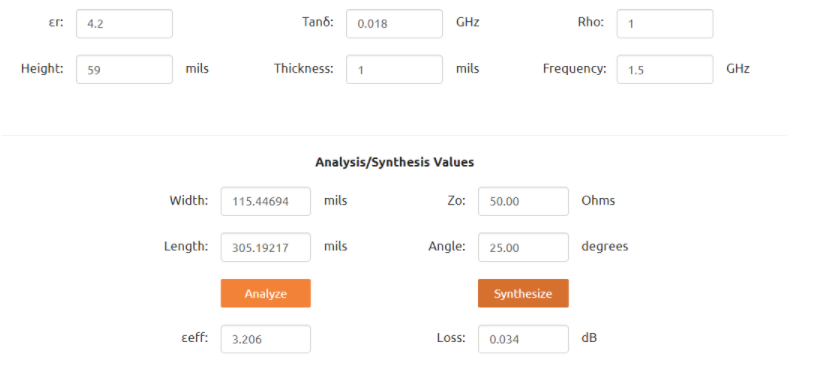 εr: 4.2 Tanδ: 0.018 GHz Rho: 1
Height: 59 mils Thickness: 1 mils Frequency: 1.5 GHz
Analysis/Synthesis Values
Width: 115.44694 mils Zo: 50.00 Ohms
Length: 305.19217 mils Angle: 25.00 degrees
Analyze Synthesize
εeff: 3.206 Loss: 0.034 dB